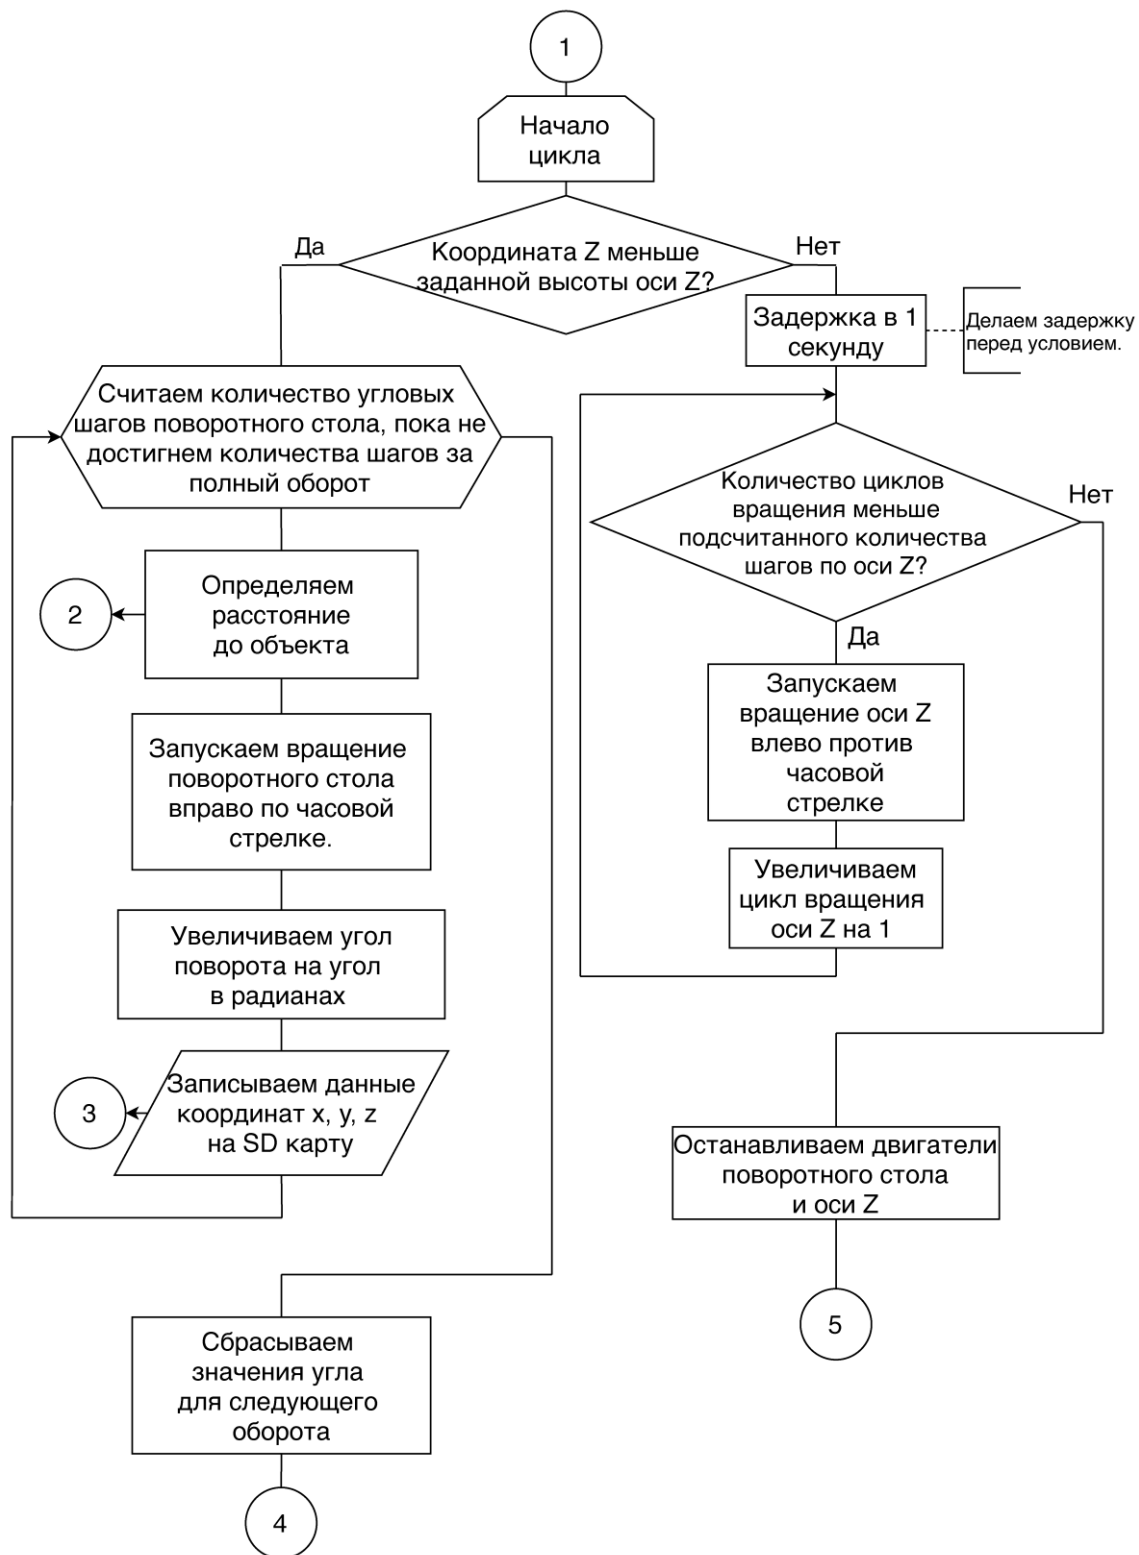 1
Начало
цикла
Да
Координата Z меньше
заданной высоты оси Z?
Нет
Задержка в 1
секунду
Делаем задержку
перед условием.
Считаем количество угловых
шагов поворотного стола, пока не
достигнем количества шагов за
полный оборот
Количество циклов
вращения меньше
подсчитанного количества
шагов по оси Z?
Нет
Определяем
расстояние
до объекта
2
Да
Запускаем
вращение оси Z
влево против
часовой
стрелке
Запускаем вращение
поворотного стола
вправо по часовой
стрелке.
Увеличиваем
цикл вращения
оси Z на 1
Увеличиваем угол
поворота на угол
в радианах
Записываем данные
координат x, y, z
на SD карту
3
Останавливаем двигатели
поворотного стола
и оси Z
5
Сбрасываем
значения угла
для следующего
оборота
4